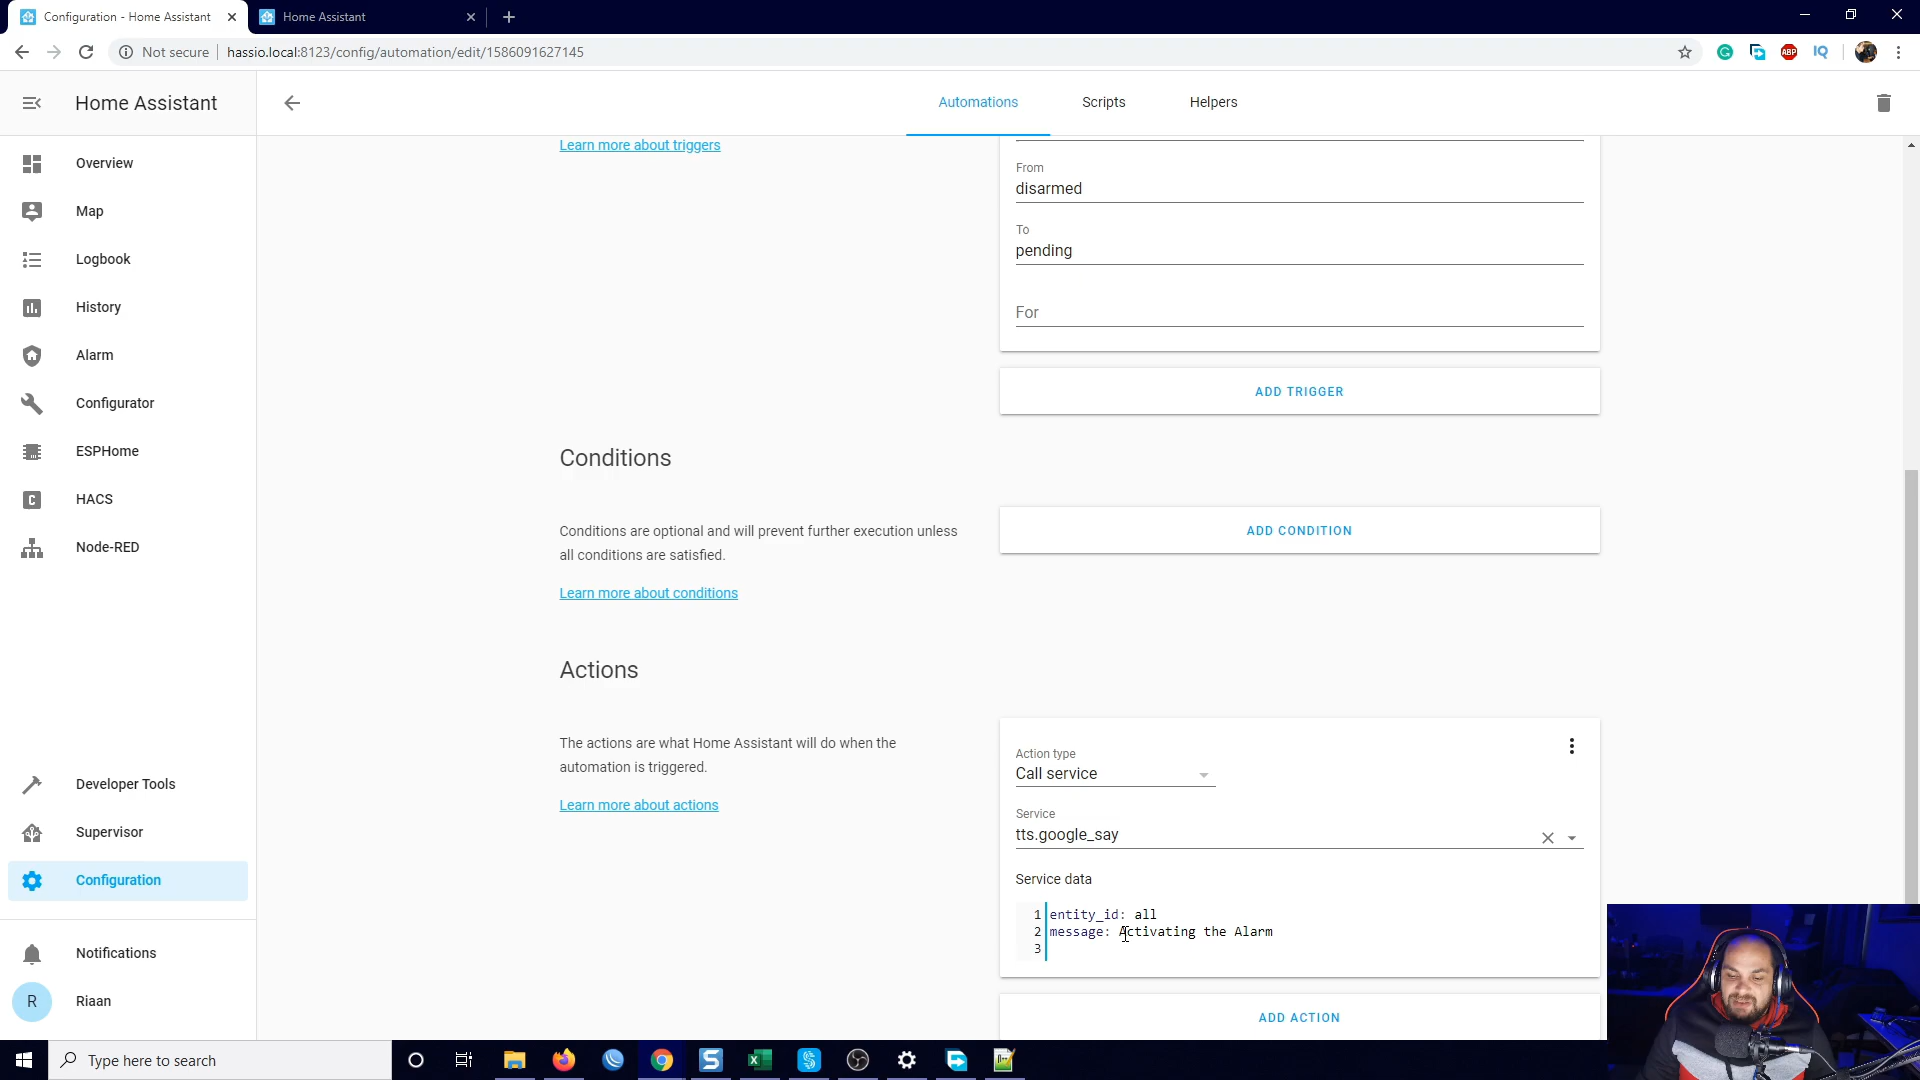 Configuration - Home Assistant
Home Assistant
Not secure
hassio.local:8123/config/automation/edit/1586091627145
ABP
IQ
Home Assistant
Automations
Scripts
Helpers
Overview
Map
Logbook
History
Alarm
Configurator
ESPHome
C
HACS
Node-RED
Developer Tools
Supervisor
Configuration
Notifications
R
Riaan
Learn more about triggers
From
disarmed
To
pending
For
ADD TRIGGER
Conditions
Conditions are optional and will prevent further execution unless
all conditions are satisfied.
Learn more about conditions
ADD CONDITION
Actions
The actions are what Home Assistant will do when the
automation is triggered.
Learn more about actions
Action type
Call service
Service
tts.google_say
Service data
1 entity_id: all
2 message: Activating the Alarm
3
ADD ACTION
Type here to search